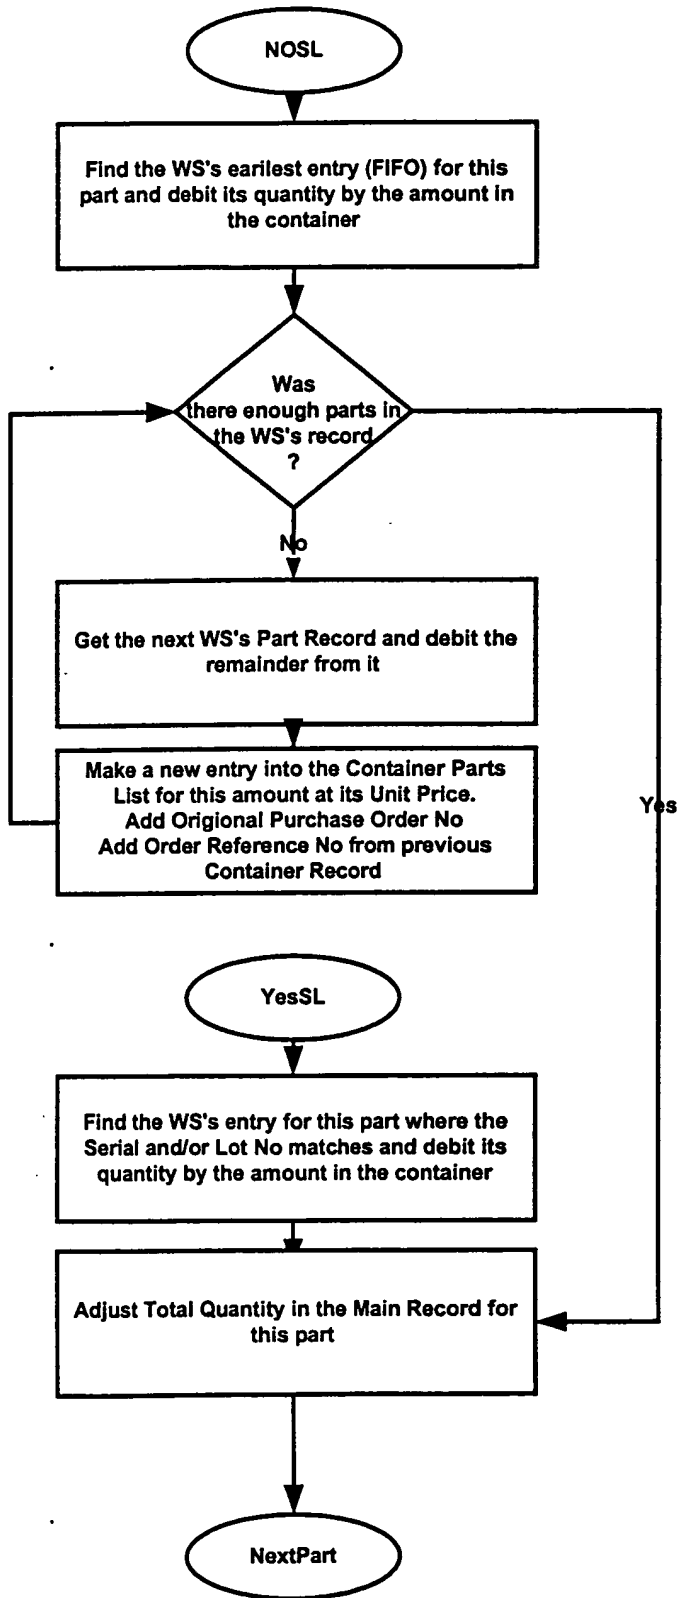 NOSL
Find the WS's earilest entry (FIFO) for this
part and debit its quantity by the amount in
the container
Was
there enough parts in
the WS's record
?
No
Get the next WS's Part Record and debit the
remainder from it
Make a new entry into the Container Parts
List for this amount at its Unit Price.
Add Origional Purchase Order No
Add Order Reference No from previous
Container Record
Yes
YesSL
Find the WS's entry for this part where the
Serial and/or Lot No matches and debit its
quantity by the amount in the container
Adjust Total Quantity in the Main Record for
this part
NextPart